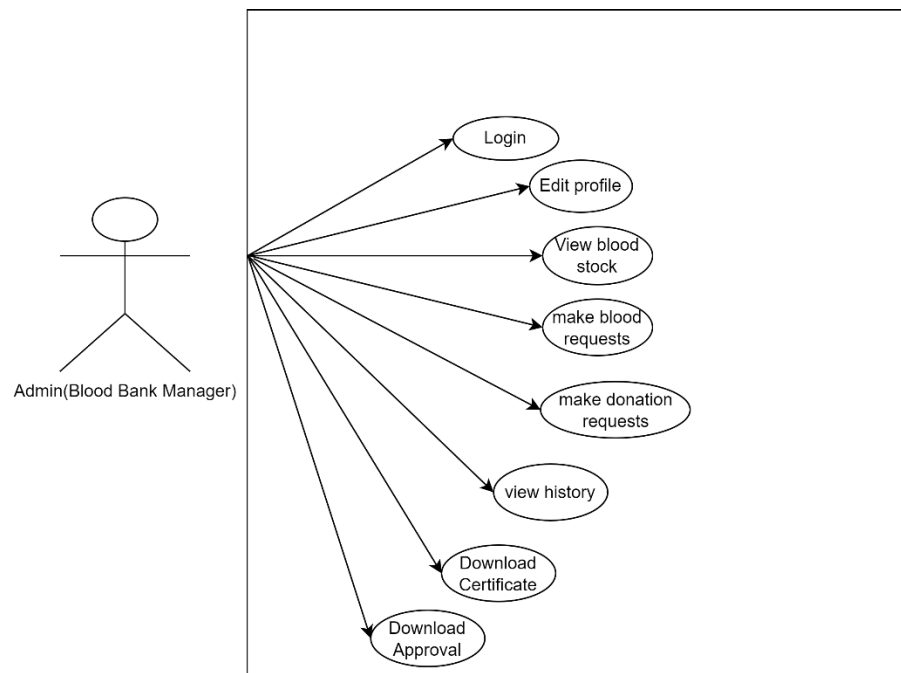 Login
Edit profile
View blood
stock
make blood
requests
Admin(Blood Bank Manager)
make donation
requests
view history
Download
Certificate
Download
Approval